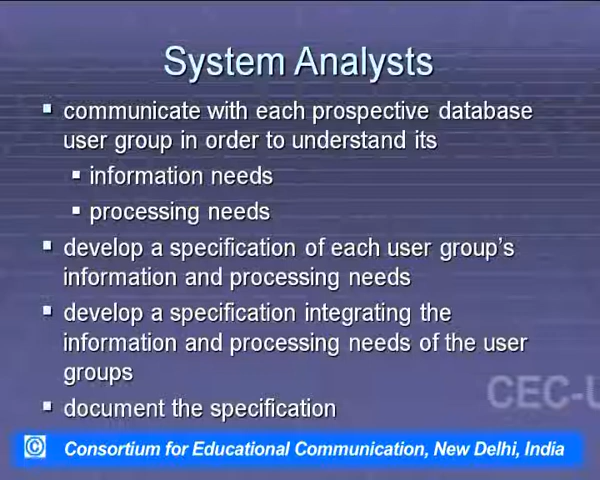 System Analysts
▪ communicate with each prospective database
user group in order to understand its
▪ information needs
▪ processing needs
▪ develop a specification of each user group's
information and processing needs
▪ develop a specification integrating the
information and processing needs of the user
groups
▪ document the specification
CEC-U
© Consortium for Educational Communication, New Delhi, India